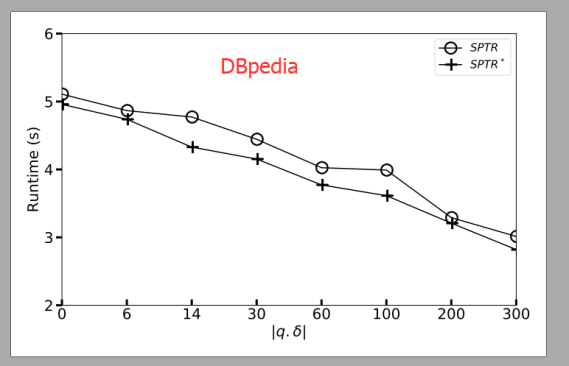 6
DBpedia
SPTR
SPTR*
5
Runtime (s)
4
3
2
0 6 14 30 60 100 200 300
|q.δ|